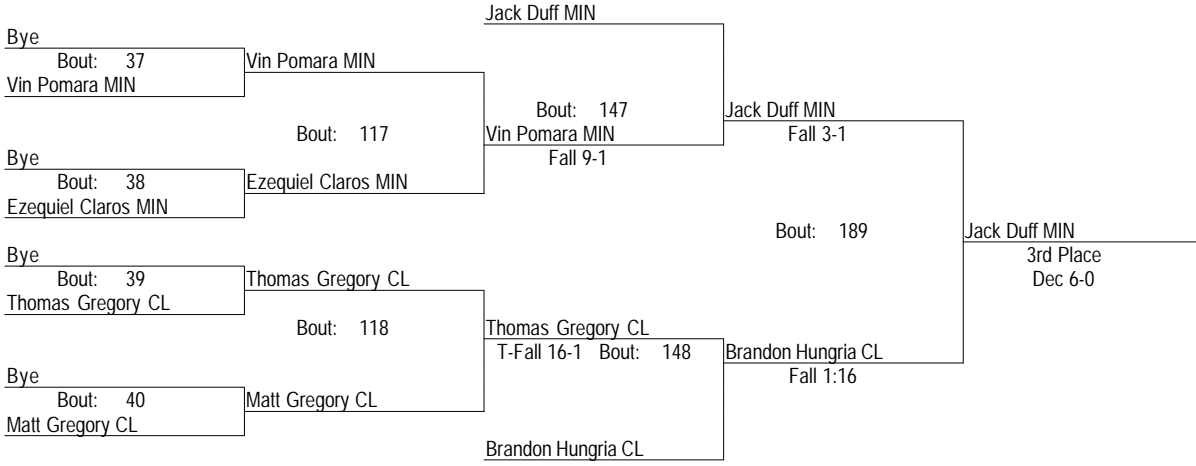 Jack Duff MIN
Bye
Bout: 37
Vin Pomara MIN
Vin Pomara MIN
Bout: 147
Jack Duff MIN
Fall 3-1
Bout: 117
Vin Pomara MIN
Fall 9-1
Bye
Bout: 38
Ezequiel Claros MIN
Ezequiel Claros MIN
Bout: 189
Jack Duff MIN
3rd Place
Dec 6-0
Bye
Bout: 39
Thomas Gregory CL
Thomas Gregory CL
Bout: 118
Thomas Gregory CL
T-Fall 16-1 Bout: 148
Brandon Hungria CL
Fall 1:16
Bye
Bout: 40
Matt Gregory CL
Matt Gregory CL
Brandon Hungria CL